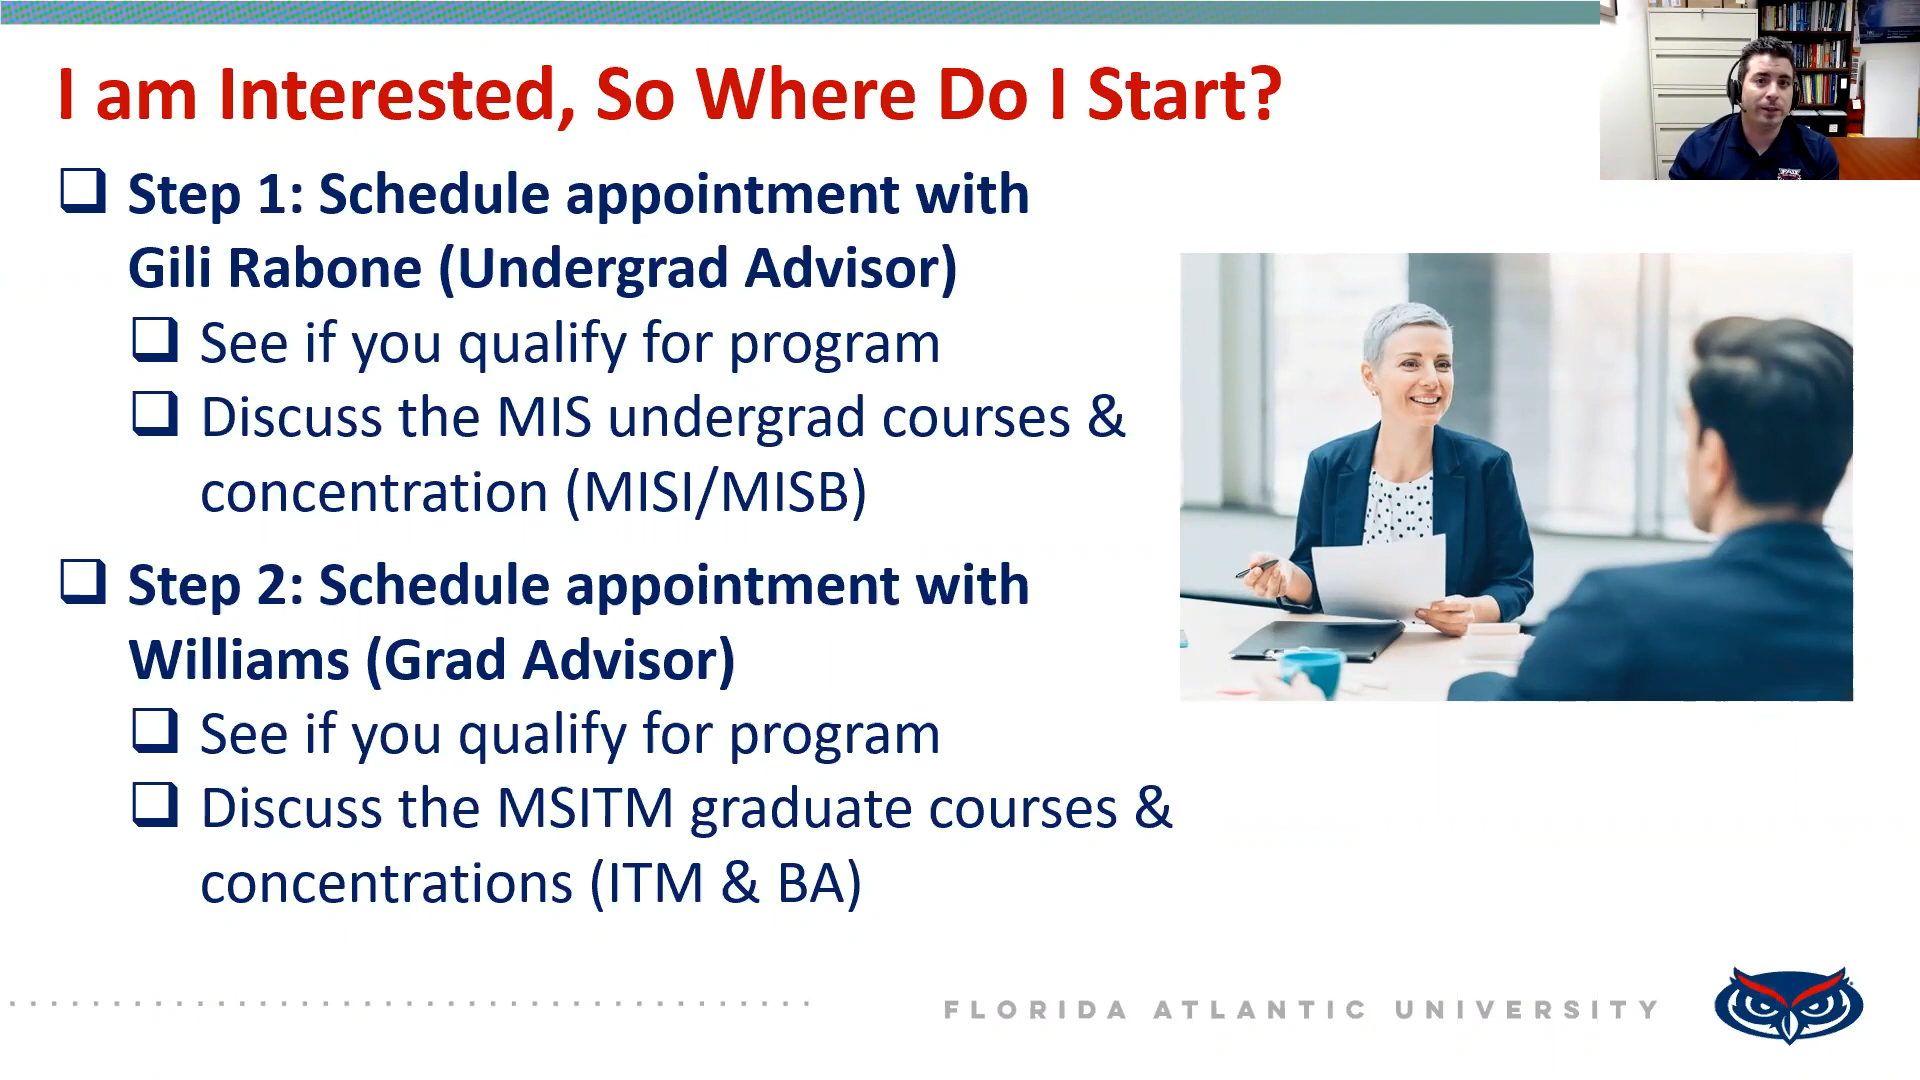 I am Interested, So Where Do I Start?
Step 1: Schedule appointment with
Gili Rabone (Undergrad Advisor)
See if you qualify for program
Discuss the MIS undergrad courses &
concentration (MISI/MISB)
Step 2: Schedule appointment with
Williams (Grad Advisor)
See if you qualify for program
Discuss the MSITM graduate courses &
concentrations (ITM & BA)
FLORIDA ATLANTIC UNIVERSITY